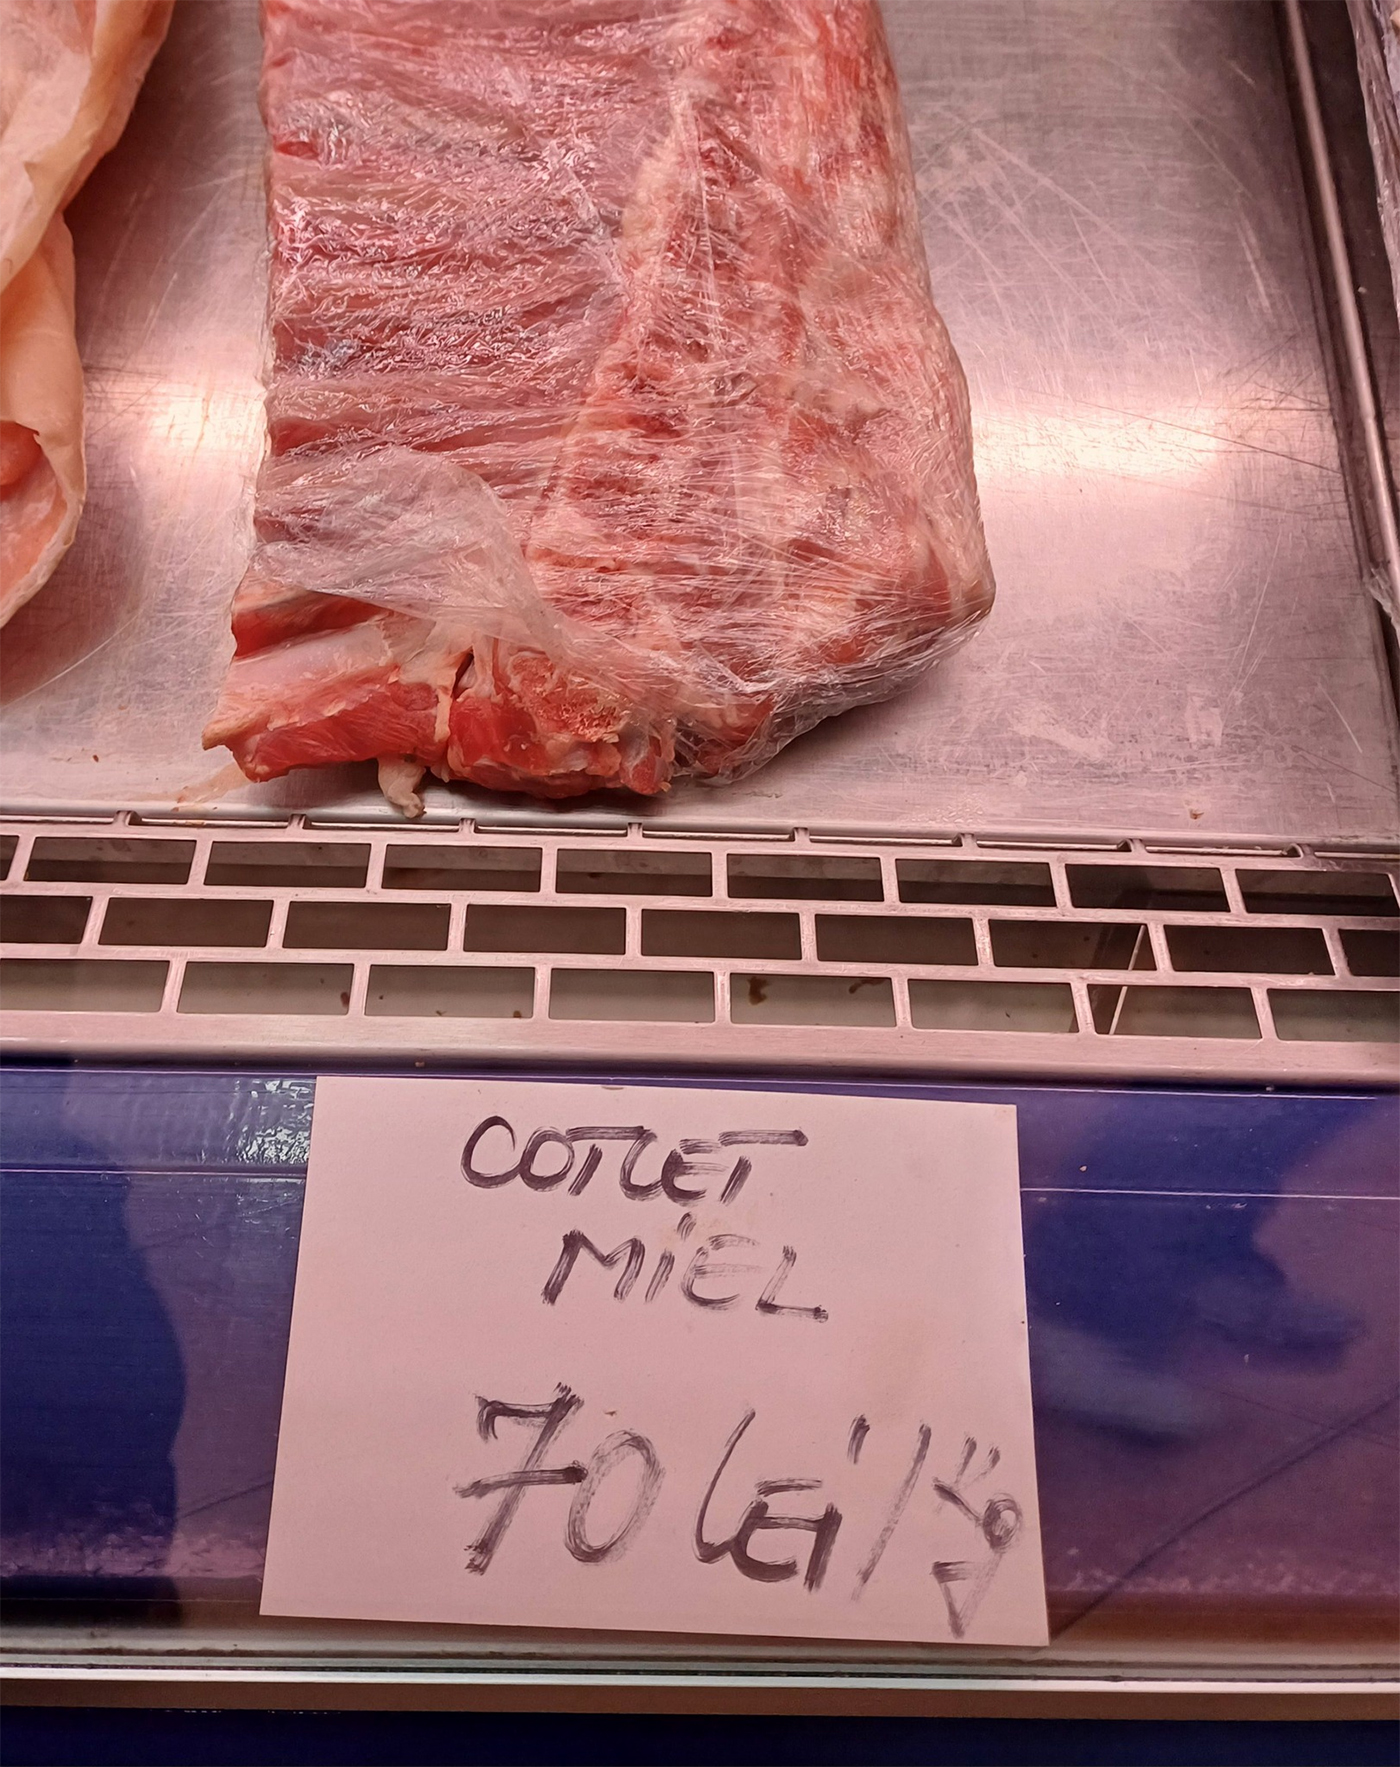 COTLET
MiEL
70 LEI / KG